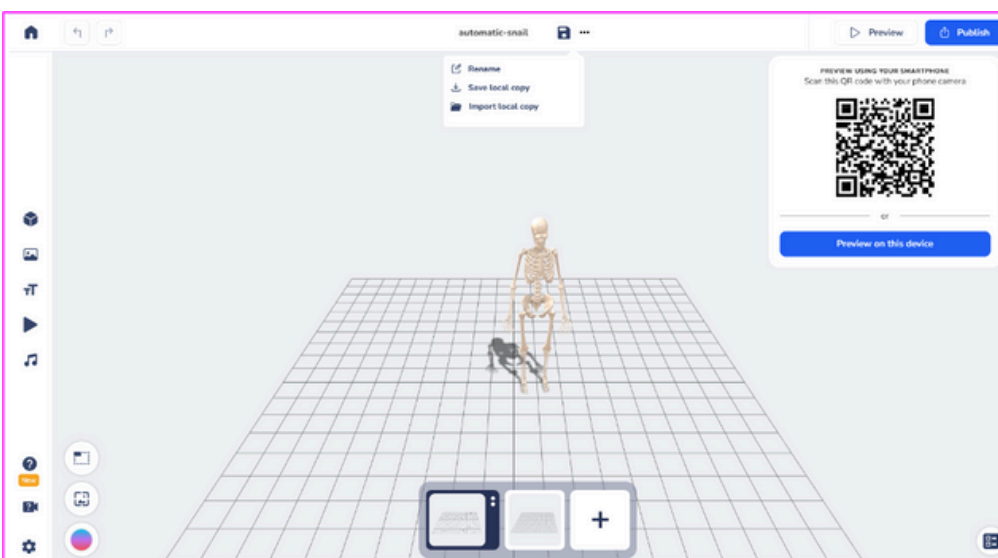 automatic-snail
Preview
Publish
Rename
Save local copy
Import local copy
PREVIEW USING YOUR SMARTPHONE
Scan this QR code with your phone camera
or
Preview on this device
New